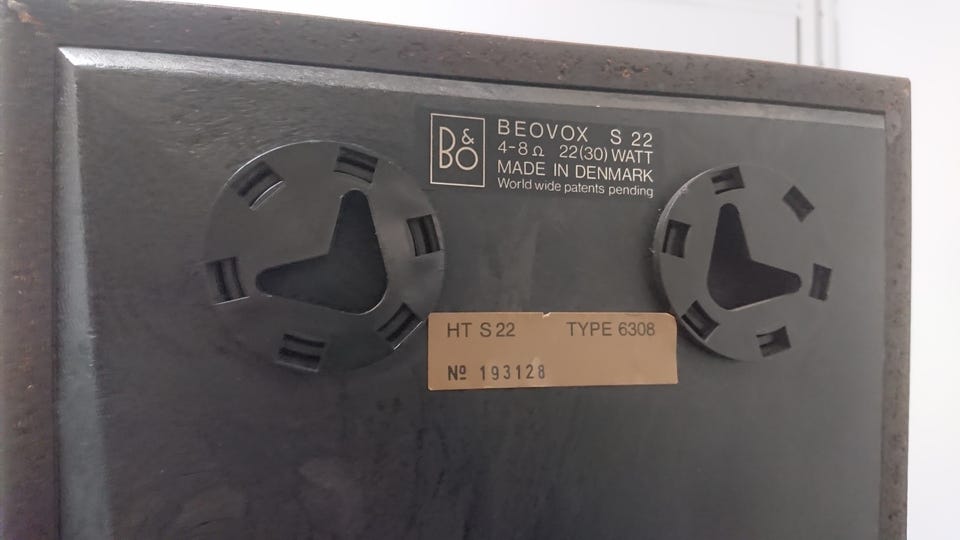 B&O
BEOVOX S 22
4-8 Ω 22(30) WATT
MADE IN DENMARK
World wide patents pending
HT S 22 TYPE 6308
Nº 193128